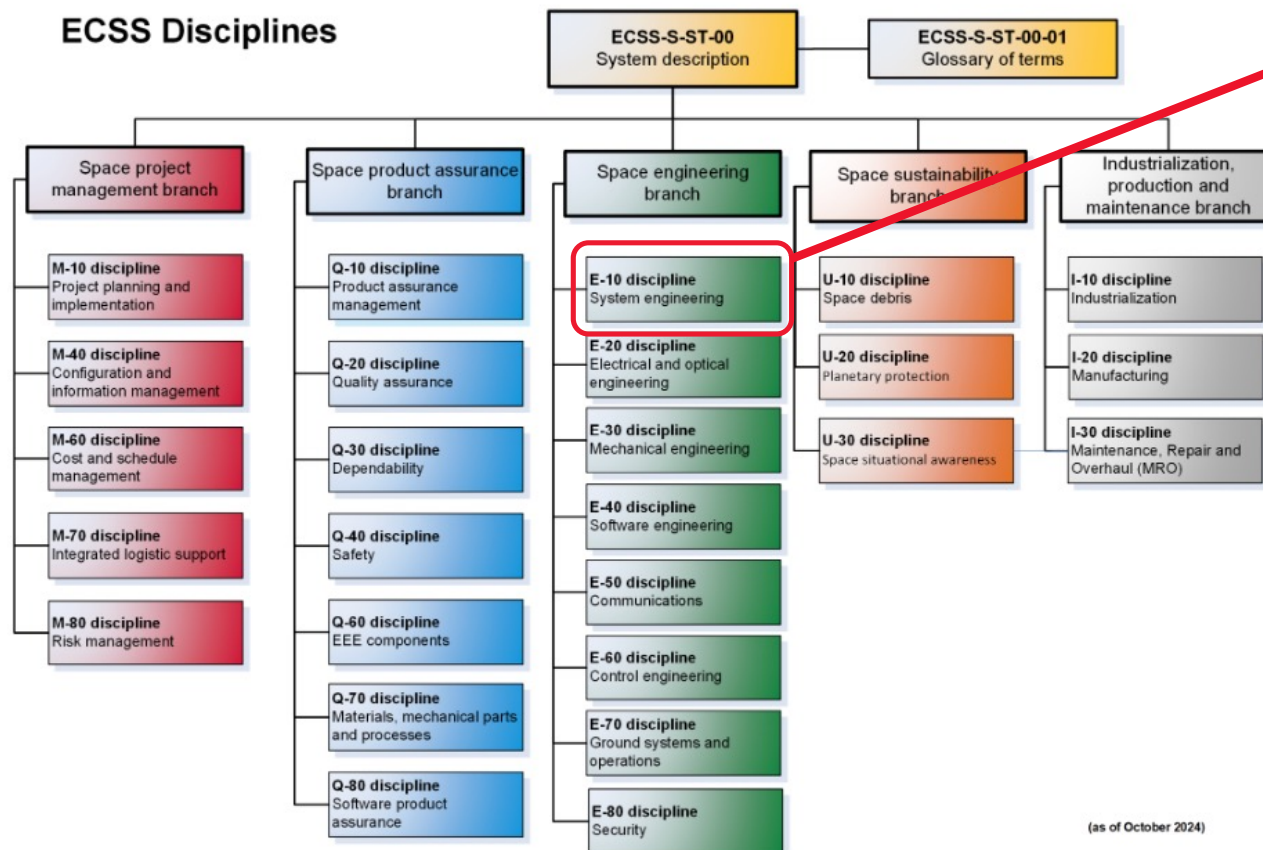 ECSS Disciplines
ECSS-S-ST-00
System description
ECSS-S-ST-00-01
Glossary of terms
Space project
management branch
M-10 discipline
Project planning and
implementation
M-40 discipline
Configuration and
information management
M-60 discipline
Cost and schedule
management
M-70 discipline
Integrated logistic support
M-80 discipline
Risk management
Space product assurance
branch
Q-10 discipline
Product assurance
management
Q-20 discipline
Quality assurance
Q-30 discipline
Dependability
Q-40 discipline
Safety
Q-60 discipline
EEE components
Q-70 discipline
Materials, mechanical parts
and processes
Q-80 discipline
Software product
assurance
Space engineering
branch
E-10 discipline
System engineering
E-20 discipline
Electrical and optical
engineering
E-30 discipline
Mechanical engineering
E-40 discipline
Software engineering
E-50 discipline
Communications
E-60 discipline
Control engineering
E-70 discipline
Ground systems and
operations
E-80 discipline
Security
Space sustainability
branch
U-10 discipline
Space debris
U-20 discipline
Planetary protection
U-30 discipline
Space situational awareness
Industrialization,
production and
maintenance branch
I-10 discipline
Industrialization
I-20 discipline
Manufacturing
I-30 discipline
Maintenance, Repair and
Overhaul (MRO)
(as of October 2024)